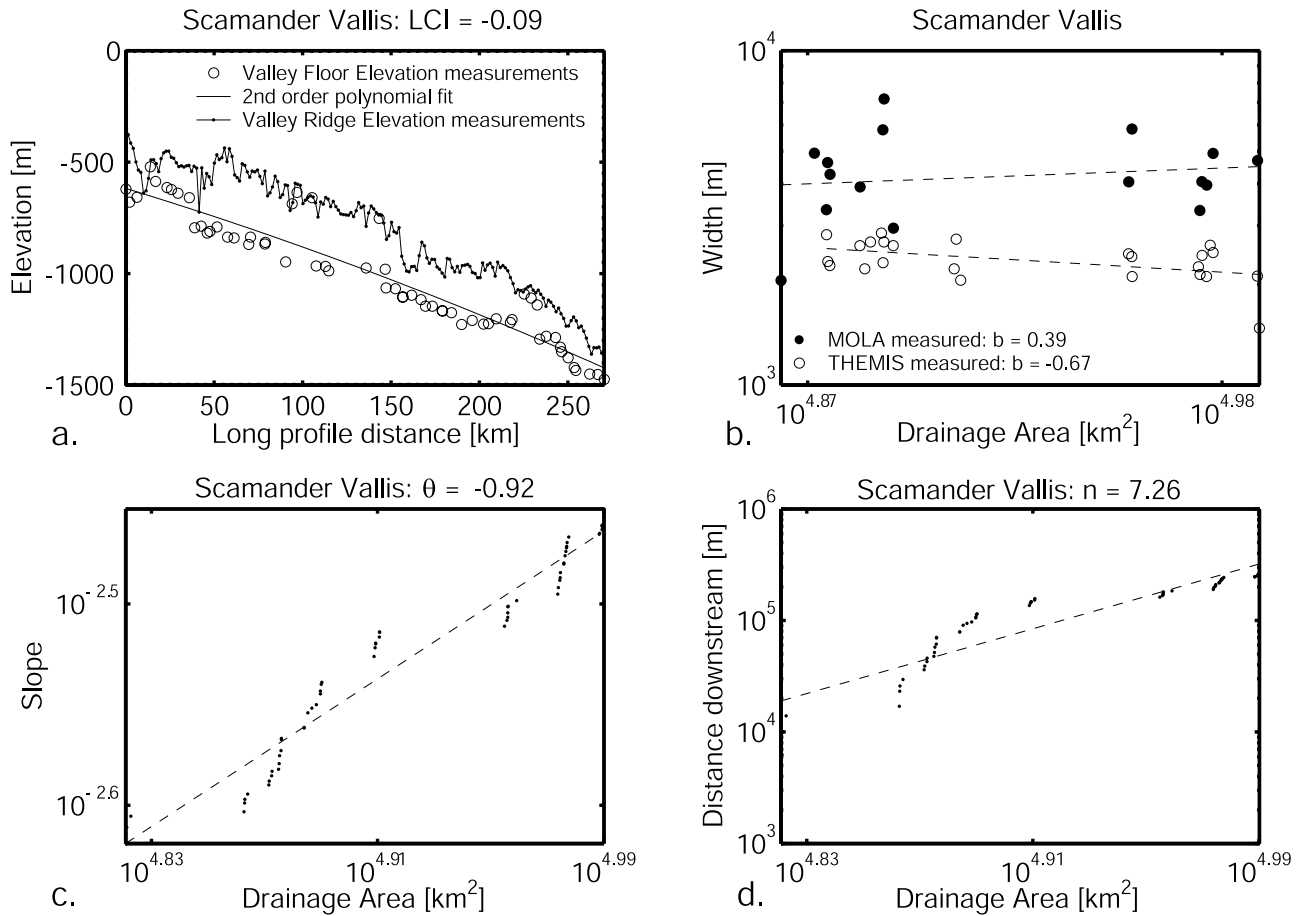 Scamander Vallis: LCI = -0.09
0
-500
-1000
-1500
Elevation [m]
Valley Floor Elevation measurements
2nd order polynomial fit
Valley Ridge Elevation measurements
0 50 100 150 200 250
Long profile distance [km]
a.
Scamander Vallis
10^4
10^3
Width [m]
MOLA measured: b = 0.39
THEMIS measured: b = -0.67
10^4.87 10^4.98
Drainage Area [km^2]
b.
Scamander Vallis: θ = -0.92
10^-2.5
10^-2.6
Slope
10^4.83 10^4.91 10^4.99
Drainage Area [km^2]
c.
Scamander Vallis: n = 7.26
10^6
10^5
10^4
10^3
Distance downstream [m]
10^4.83 10^4.91 10^4.99
Drainage Area [km^2]
d.